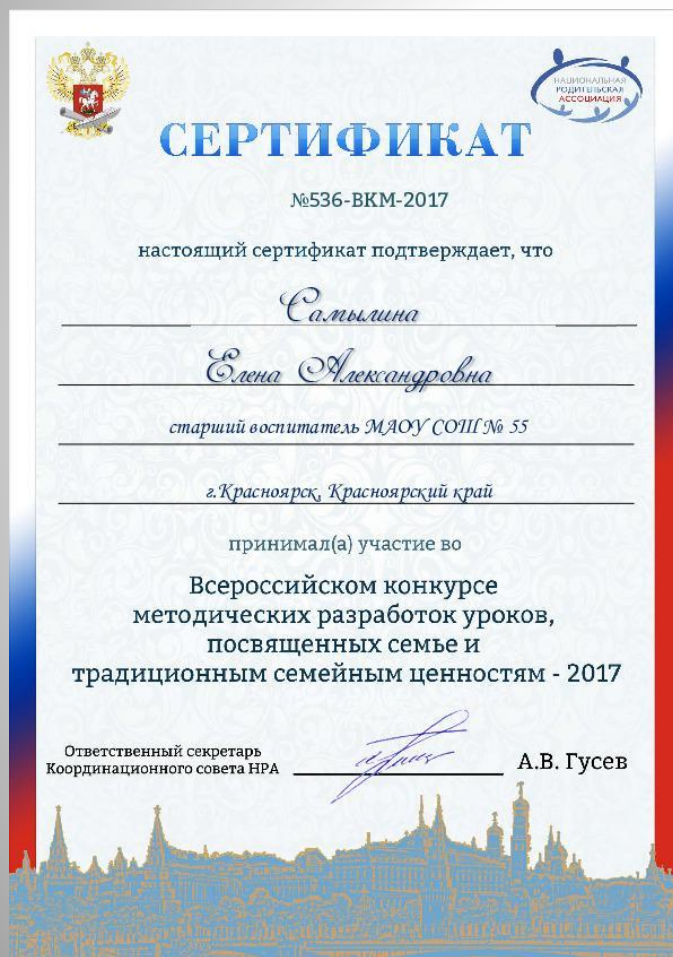 НАЦИОНАЛЬНАЯ
РОДИТЕЛЬСКАЯ
АССОЦИАЦИЯ
СЕРТИФИКАТ
№536-ВКМ-2017
настоящий сертификат подтверждает, что
Самылина
Елена Александровна
старший воспитатель МАОУ СОШ № 55
г.Красноярск, Красноярский край
принимал(а) участие во
Всероссийском конкурсе
методических разработок уроков,
посвященных семье и
традиционным семейным ценностям - 2017
Ответственный секретарь
Координационного совета НРА
А.В. Гусев